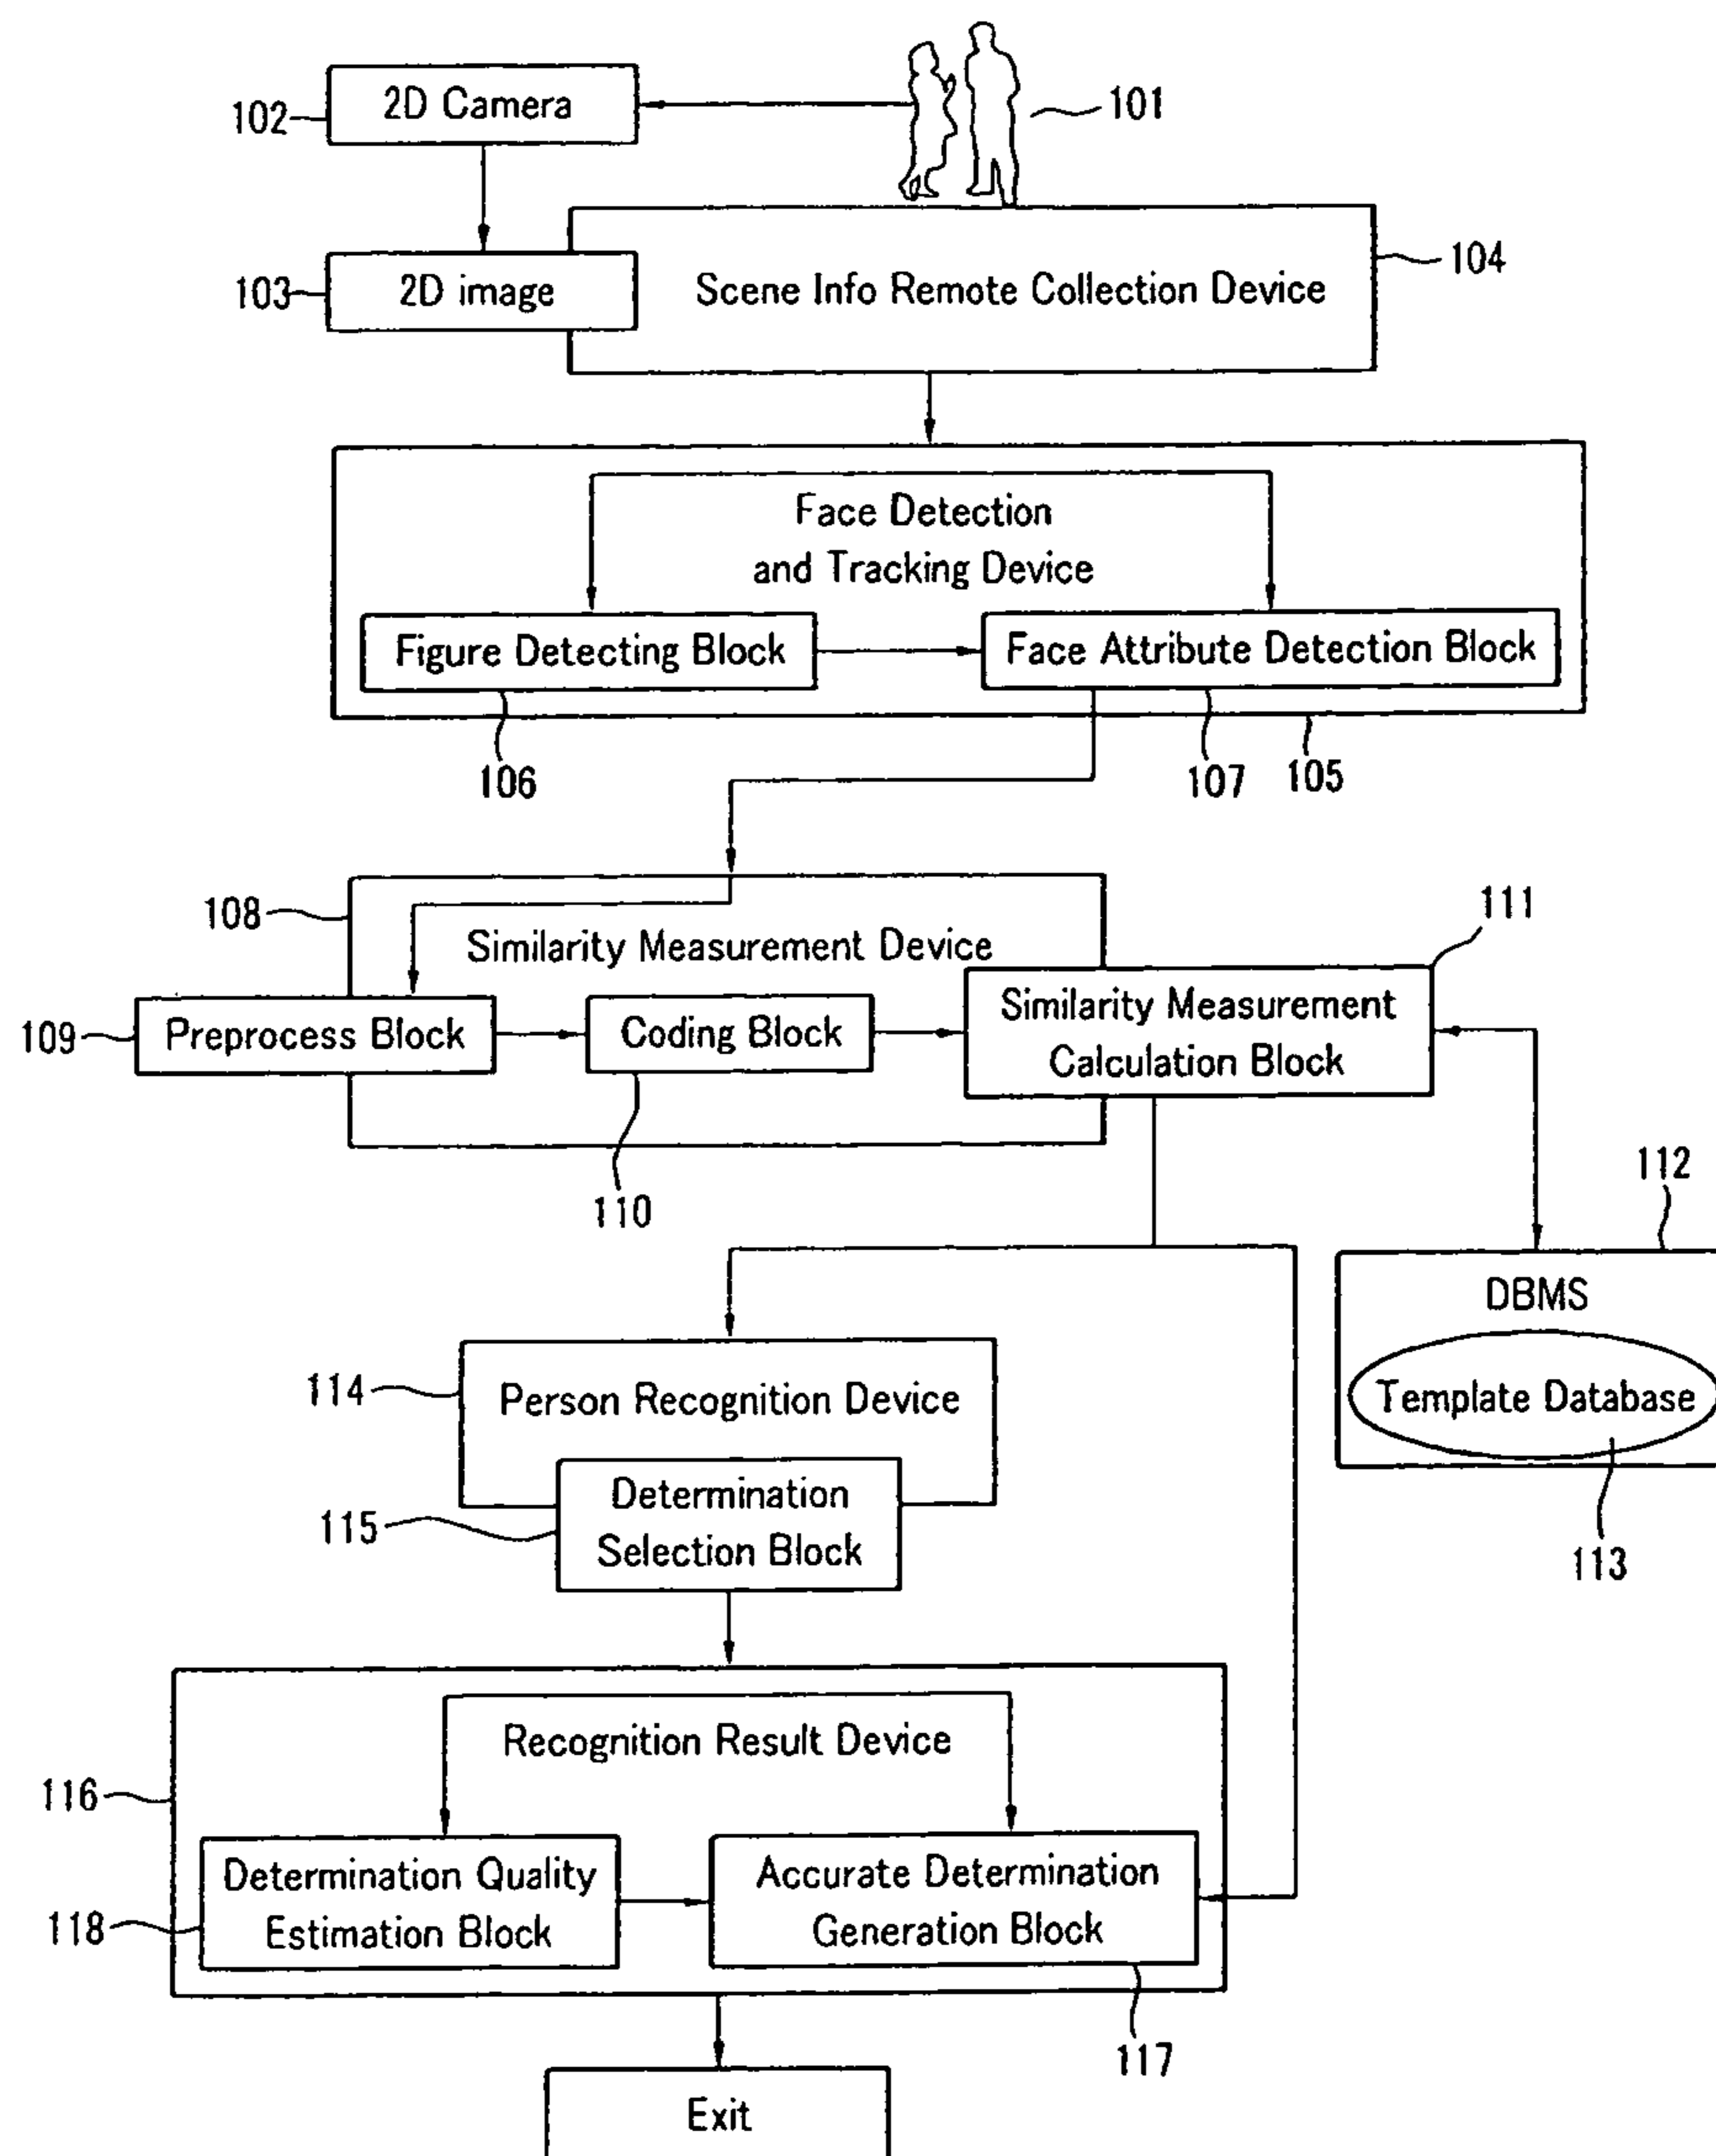 101
102
2D Camera
103
2D image
Scene Info Remote Collection Device
104
Face Detection
and Tracking Device
Figure Detecting Block
Face Attribute Detection Block
106
107
105
108
Similarity Measurement Device
111
109
Preprocess Block
Coding Block
Similarity Measurement
Calculation Block
110
112
DBMS
Template Database
113
114
Person Recognition Device
115
Determination
Selection Block
116
Recognition Result Device
118
Determination Quality
Estimation Block
Accurate Determination
Generation Block
117
Exit